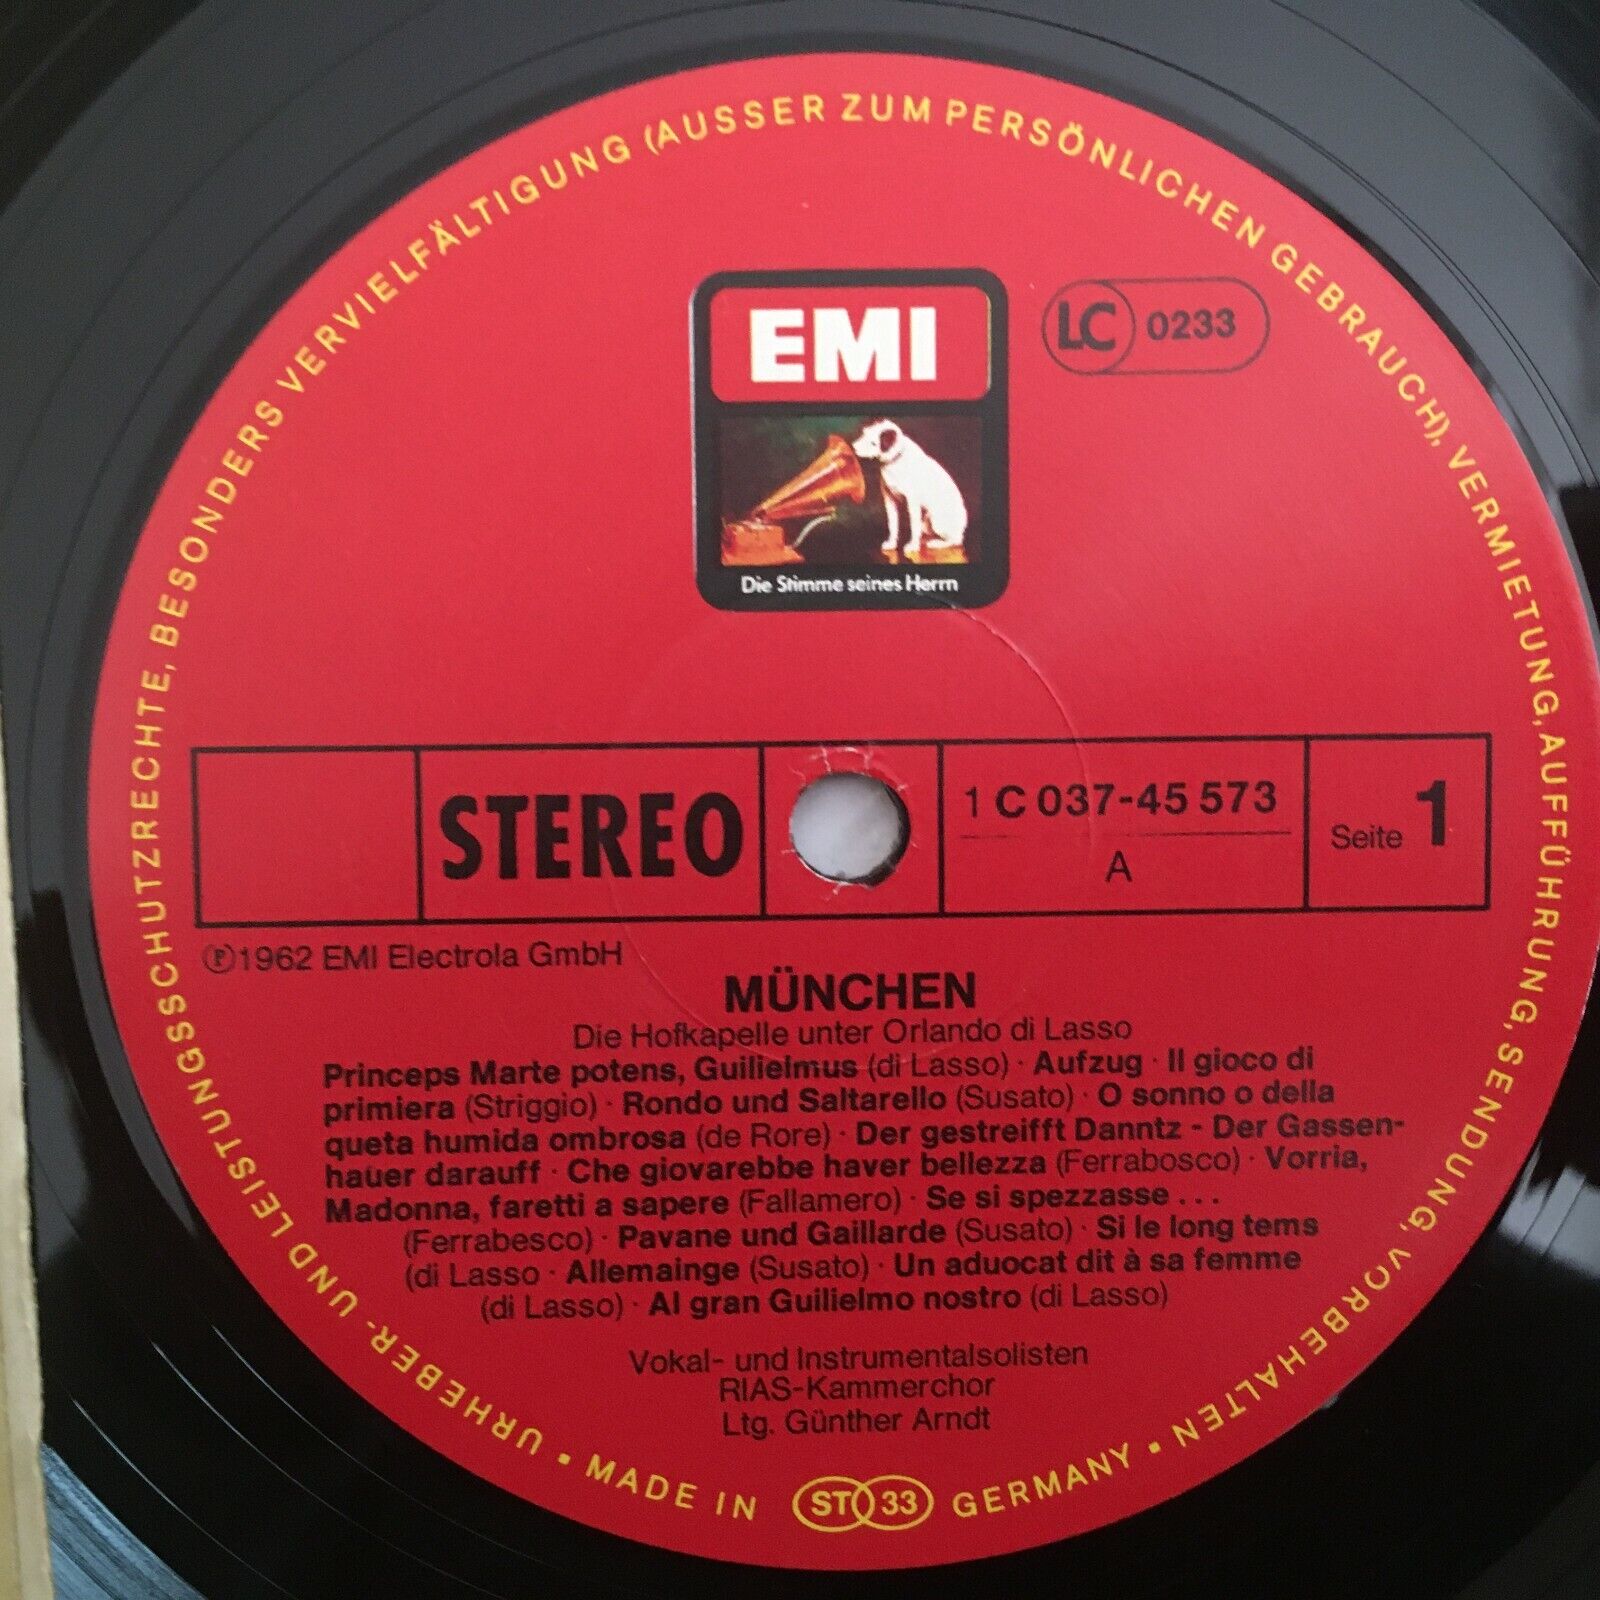 URHEBER- UND LEISTUNGSSCHUTZRECHTE, BESONDERS VERVIELFÄLTIGUNG (AUSSER ZUM PERSÖNLICHEN GEBRAUCH), VERMIETUNG, AUFFÜHRUNG, SENDUNG, VORBEHALTEN
EMI
LC 0233
Die Stimme seines Herrn
STEREO
1 C 037-45 573
A
Seite 1
Ⓟ1962 EMI Electrola GmbH
MÜNCHEN
Die Hofkapelle unter Orlando di Lasso
Princeps Marte potens, Guilielmus (di Lasso) · Aufzug · Il gioco di
primiera (Striggio) · Rondo und Saltarello (Susato) · O sonno o della
queta humida ombrosa (de Rore) · Der gestreifft Danntz - Der Gassen-
hauer darauff · Che giovarebbe haver bellezza (Ferrabosco) · Vorria,
Madonna, faretti a sapere (Fallamero) · Se si spezzasse . . .
(Ferrabesco) · Pavane und Gaillarde (Susato) · Si le long tems
(di Lasso · Allemainge (Susato) · Un aduocat dit à sa femme
(di Lasso) · Al gran Guilielmo nostro (di Lasso)
Vokal- und Instrumentalsolisten
RIAS-Kammerchor
Ltg. Günther Arndt
• MADE IN ST 33 GERMANY •